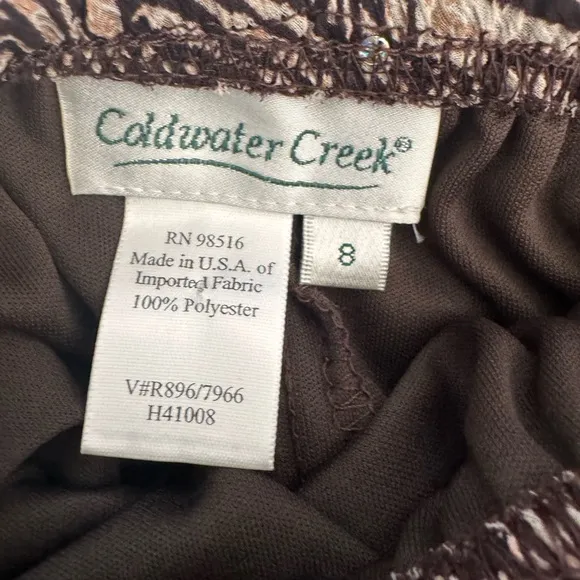 Coldwater Creek®
8
RN 98516
Made in U.S.A. of
Imported Fabric
100% Polyester
V#R896/7966
H41008